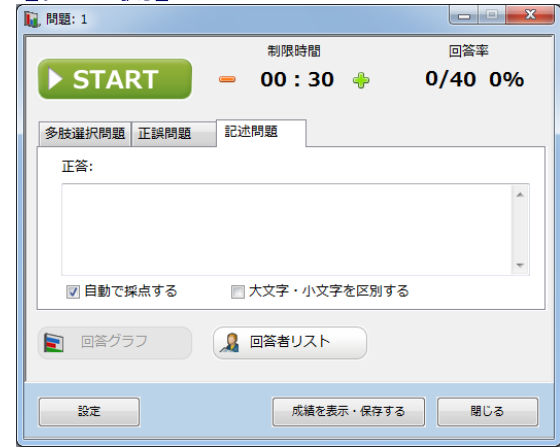 問題: 1
制限時間 回答率
START 00 : 30 0/40 0%
多肢選択問題 正誤問題 記述問題
正答:
自動で採点する 大文字・小文字を区別する
回答グラフ 回答者リスト
設定 成績を表示・保存する 閉じる